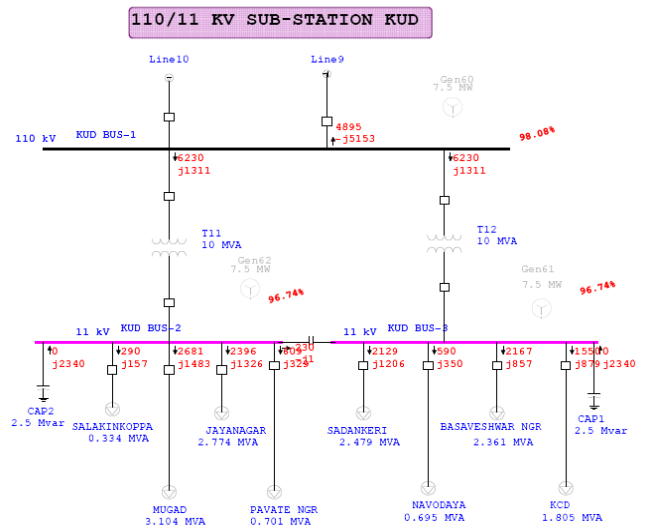 110/11 KV SUB-STATION KUD
Line10
Line9
Gen60
7.5 MW
4895
-j5153
98.08%
110 kV
KUD BUS-1
6230
j1311
6230
j1311
T11
10 MVA
T12
10 MVA
Gen62
7.5 MW
Gen61
7.5 MW
96.74%
96.74%
11 kV
KUD BUS-2
11 kV
KUD BUS-3
0
j2340
290
j157
2681
j1483
2396
j1326
809
j329
230
-j1
2129
j1206
590
j350
2167
j857
1550
j879
0
j2340
CAP2
2.5 Mvar
SALAKINKOPPA
0.334 MVA
JAYANAGAR
2.774 MVA
SADANKERI
2.479 MVA
BASAVESHWAR NGR
2.361 MVA
CAP1
2.5 Mvar
MUGAD
3.104 MVA
PAVATE NGR
0.701 MVA
NAVODAYA
0.695 MVA
KCD
1.805 MVA